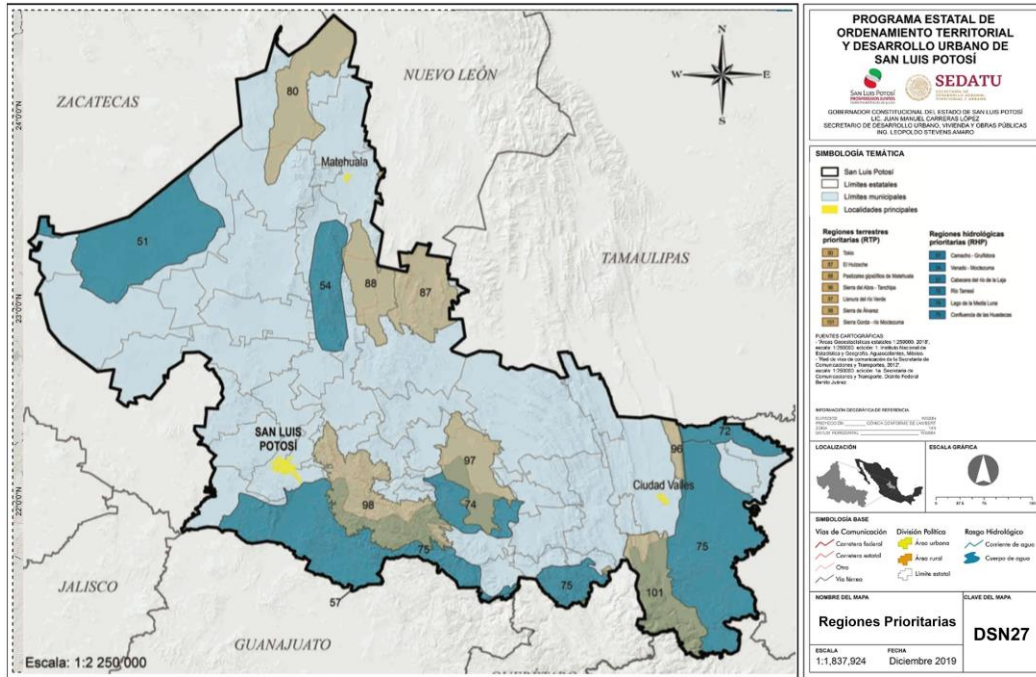 NUEVO LEÓN
ZACATECAS
TAMAULIPAS
JALISCO
GUANAJUATO
N
W
E
S
24°0'0"N
23°0'0"N
22°0'0"N
80
Matehuala
51
54
88
87
SAN LUIS
POTOSÍ
97
98
74
75
57
75
Ciudad Valles
96
72
75
101
Escala: 1:2 250'000
PROGRAMA ESTATAL DE
ORDENAMIENTO TERRITORIAL
Y DESARROLLO URBANO DE
SAN LUIS POTOSÍ
SAN LUIS POTOSÍ
SEDATU
GOBERNADOR CONSTITUCIONAL DEL ESTADO DE SAN LUIS POTOSÍ
LIC. JUAN MANUEL CARRERAS LÓPEZ
SECRETARIO DE DESARROLLO URBANO, VIVIENDA Y OBRAS PÚBLICAS
ING. LEOPOLDO STEVENS AMARO
SIMBOLOGÍA TEMÁTICA
San Luis Potosí
Límites estatales
Límites municipales
Localidades principales
Regiones terrestres
prioritarias (RTP)
El Huizache
Pastizales gipsófilos de Matehuala
Sierra del Abra - Tanchipa
Llanura del río Verde
98 Sierra de Álvarez
101 Sierra Gorda - río Moctezuma
Regiones hidrológicas
prioritarias (RHP)
Camacho - Gruñidora
Venado - Moctezuma
Cabecera del río de la Laja
Río Tamesí
Lago de la Media Luna
Confluencia de las Huastecas
FUENTES CARTOGRÁFICAS
INFORMACIÓN GEOGRÁFICA DE REFERENCIA
LOCALIZACIÓN
ESCALA GRÁFICA
SIMBOLOGÍA BASE
Vías de Comunicación
Carretera federal
Carretera estatal
Otra
Vía férrea
División Política
Área urbana
Área rural
Límite estatal
Rasgo Hidrológico
Corriente de agua
Cuerpo de agua
NOMBRE DEL MAPA
Regiones Prioritarias
CLAVE DEL MAPA
DSN27
ESCALA
1:1,837,924
FECHA
Diciembre 2019